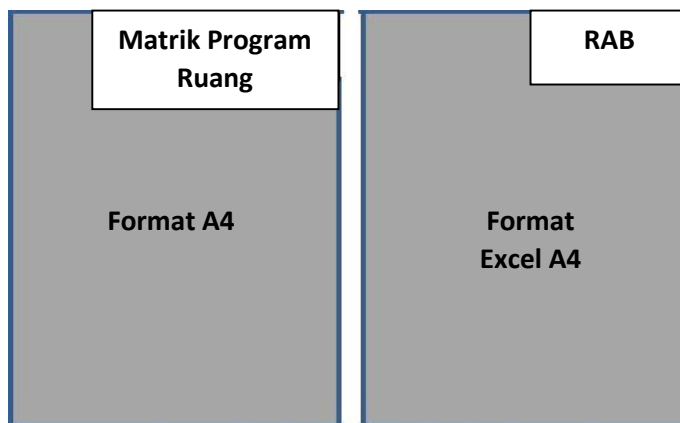 Matrik Program
Ruang
Format A4
RAB
Format
Excel A4